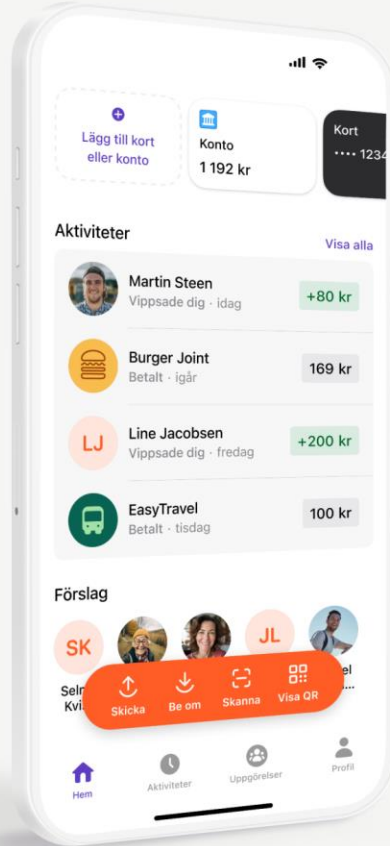 Lägg till kort
eller konto
Konto
1 192 kr
Kort
•••• 1234
Aktiviteter
Visa alla
Martin Steen
Vippsade dig · idag
+80 kr
Burger Joint
Betalt · igår
169 kr
LJ
Line Jacobsen
Vippsade dig · fredag
+200 kr
EasyTravel
Betalt · tisdag
100 kr
Förslag
SK
JL
Skicka
Be om
Skanna
Visa QR
Hem
Aktiviteter
Uppgörelser
Profil